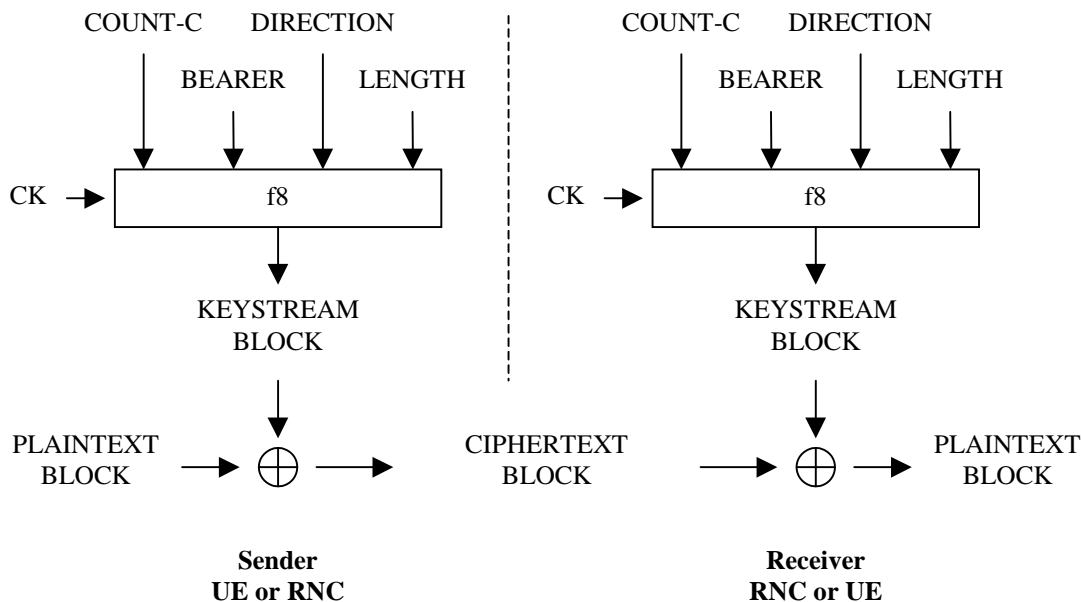 COUNT-C DIRECTION COUNT-C DIRECTION
BEARER LENGTH BEARER LENGTH
CK f8 CK f8
KEYSTREAM KEYSTREAM
BLOCK BLOCK
PLAINTEXT CIPHERTEXT PLAINTEXT
BLOCK BLOCK BLOCK
Sender Receiver
UE or RNC RNC or UE